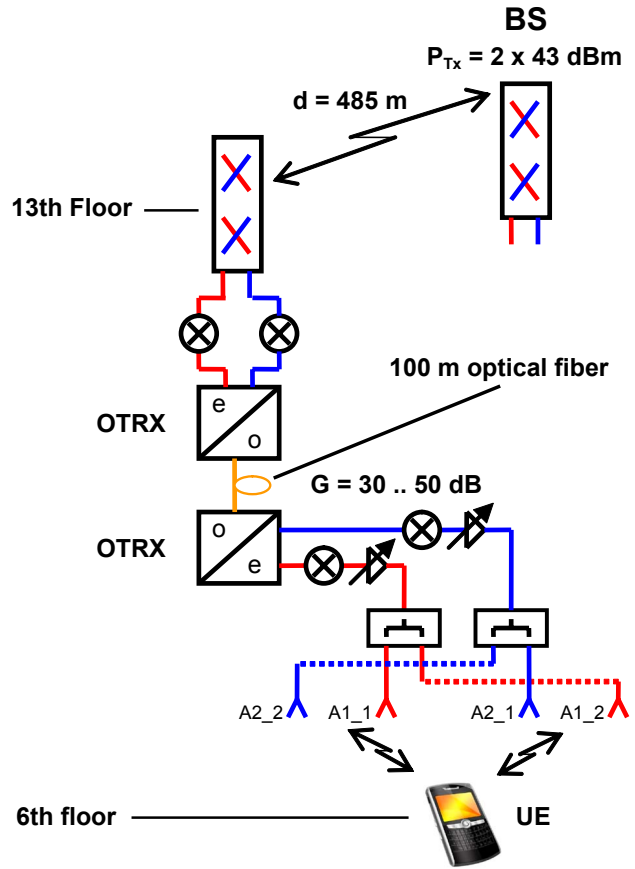 BS
P_Tx = 2 x 43 dBm
d = 485 m
13th Floor
100 m optical fiber
OTRX
e
o
G = 30 .. 50 dB
OTRX
o
e
A2_2
A1_1
A2_1
A1_2
6th floor
UE